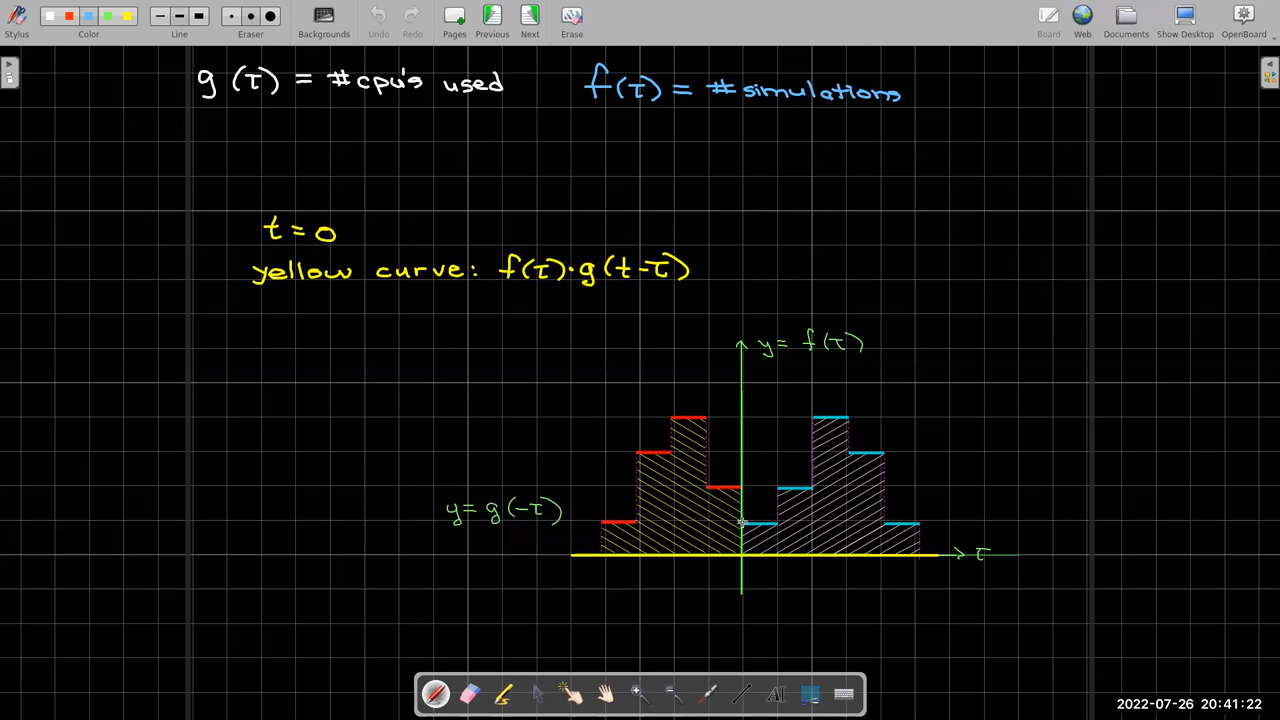 Stylus Color Line Eraser Backgrounds Undo Redo Pages Previous Next Erase Board Web Documents Show Desktop OpenBoard
g(τ) = #cpu's used f(τ) = #simulations
t = 0
yellow curve: f(τ)·g(t-τ)
y = f(τ)
y = g(-τ)
τ
AI
2022-07-26 20:41:22